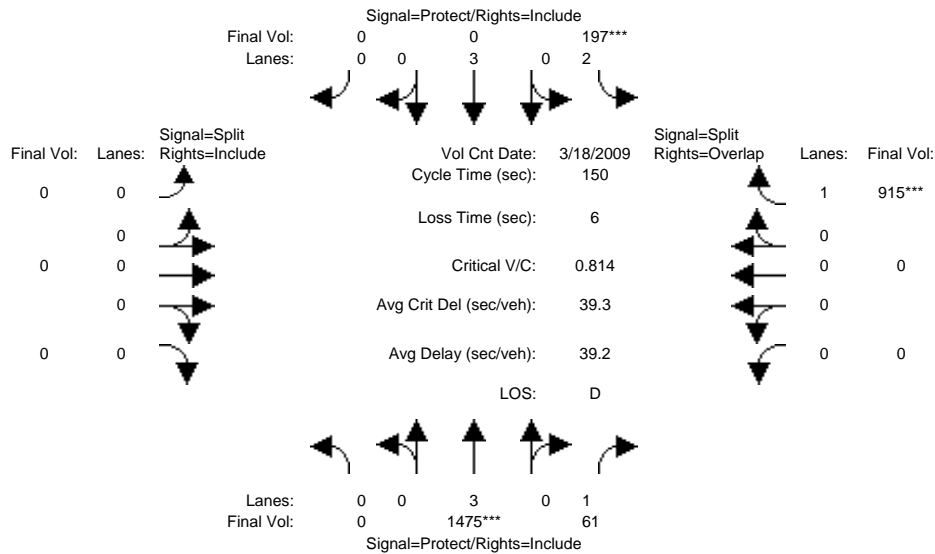 Signal=Protect/Rights=Include
Final Vol: 0 0 197***
Lanes: 0 0 3 0 2
Signal=Split
Final Vol: Lanes: Rights=Include
Vol Cnt Date: 3/18/2009
Signal=Split
Rights=Overlap Lanes: Final Vol:
Cycle Time (sec): 150
0 0
1 915***
Loss Time (sec): 6
0
0
0 0
Critical V/C: 0.814
0 0
0
Avg Crit Del (sec/veh): 39.3
0
0 0
Avg Delay (sec/veh): 39.2
0 0
LOS: D
Lanes: 0 0 3 0 1
Final Vol: 0 1475*** 61
Signal=Protect/Rights=Include